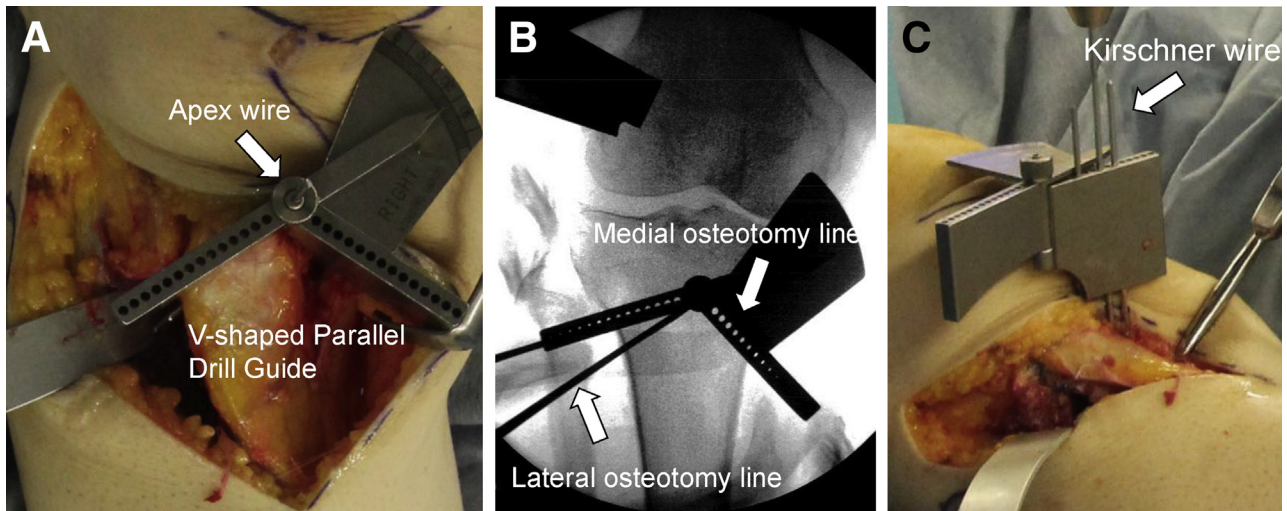 A
Apex wire
RIGHT
V-shaped Parallel
Drill Guide
B
Medial osteotomy line
Lateral osteotomy line
C
Kirschner wire